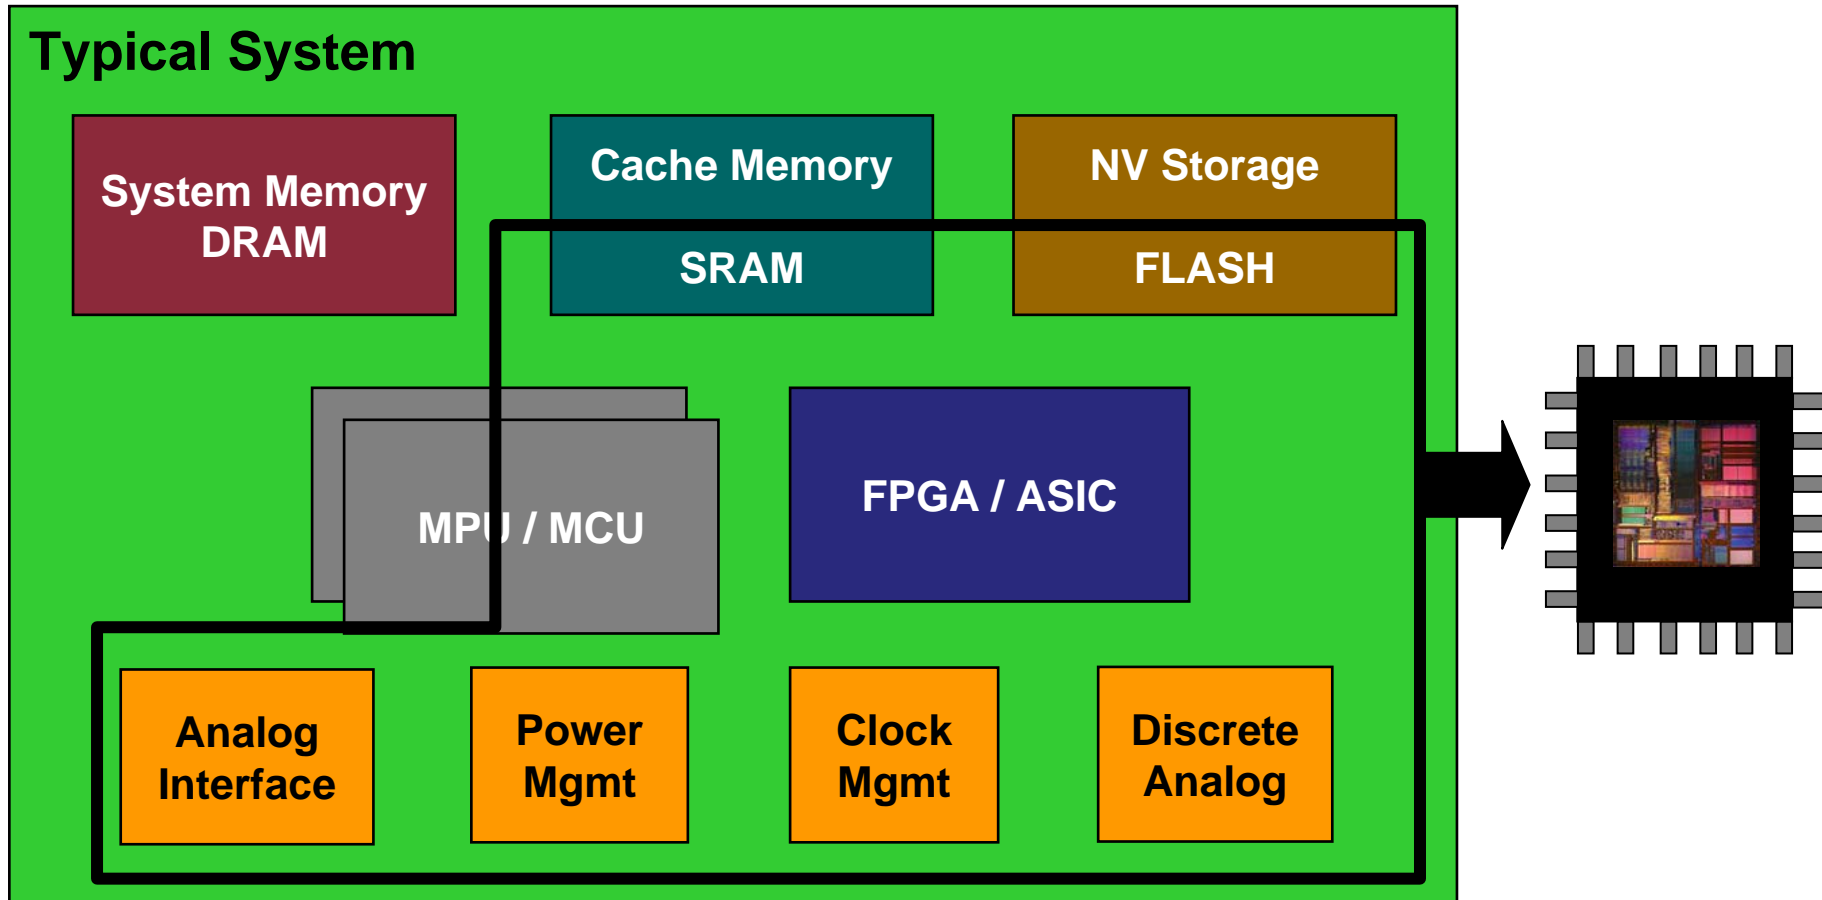 Typical System
System Memory
DRAM
Cache Memory
SRAM
NV Storage
FLASH
MPU / MCU
FPGA / ASIC
Analog
Interface
Power
Mgmt
Clock
Mgmt
Discrete
Analog